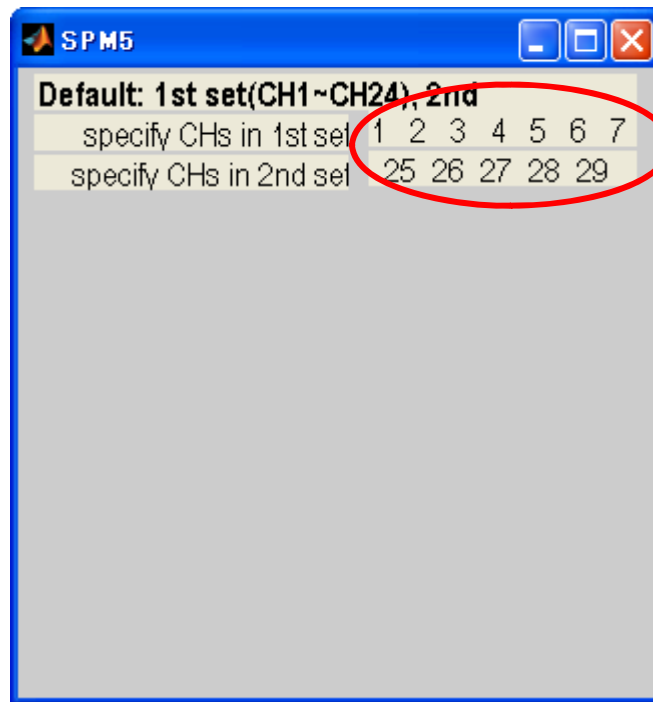 SPM5
Default: 1st set(CH1~CH24), 2nd
specify CHs in 1st set 1 2 3 4 5 6 7
specify CHs in 2nd set 25 26 27 28 29